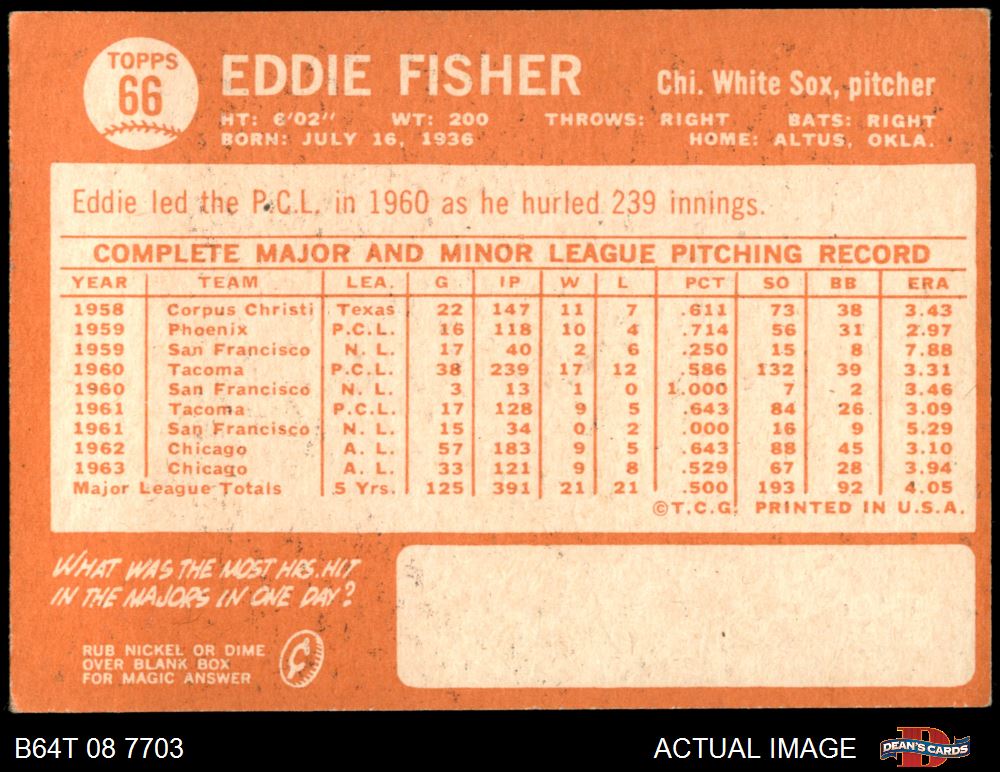 TOPPS
66
EDDIE FISHER
Chi. White Sox, pitcher
HT: 6'02" WT: 200 THROWS: RIGHT BATS: RIGHT
BORN: JULY 16, 1936 HOME: ALTUS, OKLA.
Eddie led the P.C.L. in 1960 as he hurled 239 innings.
COMPLETE MAJOR AND MINOR LEAGUE PITCHING RECORD
YEAR TEAM LEA. G IP W L PCT SO BB ERA
1958 Corpus Christi Texas 22 147 11 7 .611 73 38 3.43
1959 Phoenix P.C.L. 16 118 10 4 .714 56 31 2.97
1959 San Francisco N. L. 17 40 2 6 .250 15 8 7.88
1960 Tacoma P.C.L. 38 239 17 12 .586 132 39 3.31
1960 San Francisco N. L. 3 13 1 0 1.000 7 2 3.46
1961 Tacoma P.C.L. 17 128 9 5 .643 84 26 3.09
1961 San Francisco N. L. 15 34 0 2 .000 16 9 5.29
1962 Chicago A. L. 57 183 9 5 .643 88 45 3.10
1963 Chicago A. L. 33 121 9 8 .529 67 28 3.94
Major League Totals 5 Yrs. 125 391 21 21 .500 193 92 4.05
©T.C.G. PRINTED IN U.S.A.
WHAT WAS THE MOST HRS HIT
IN THE MAJORS IN ONE DAY?
RUB NICKEL OR DIME
OVER BLANK BOX
FOR MAGIC ANSWER
B64T 08 7703
ACTUAL IMAGE
D
DEAN'S CARDS